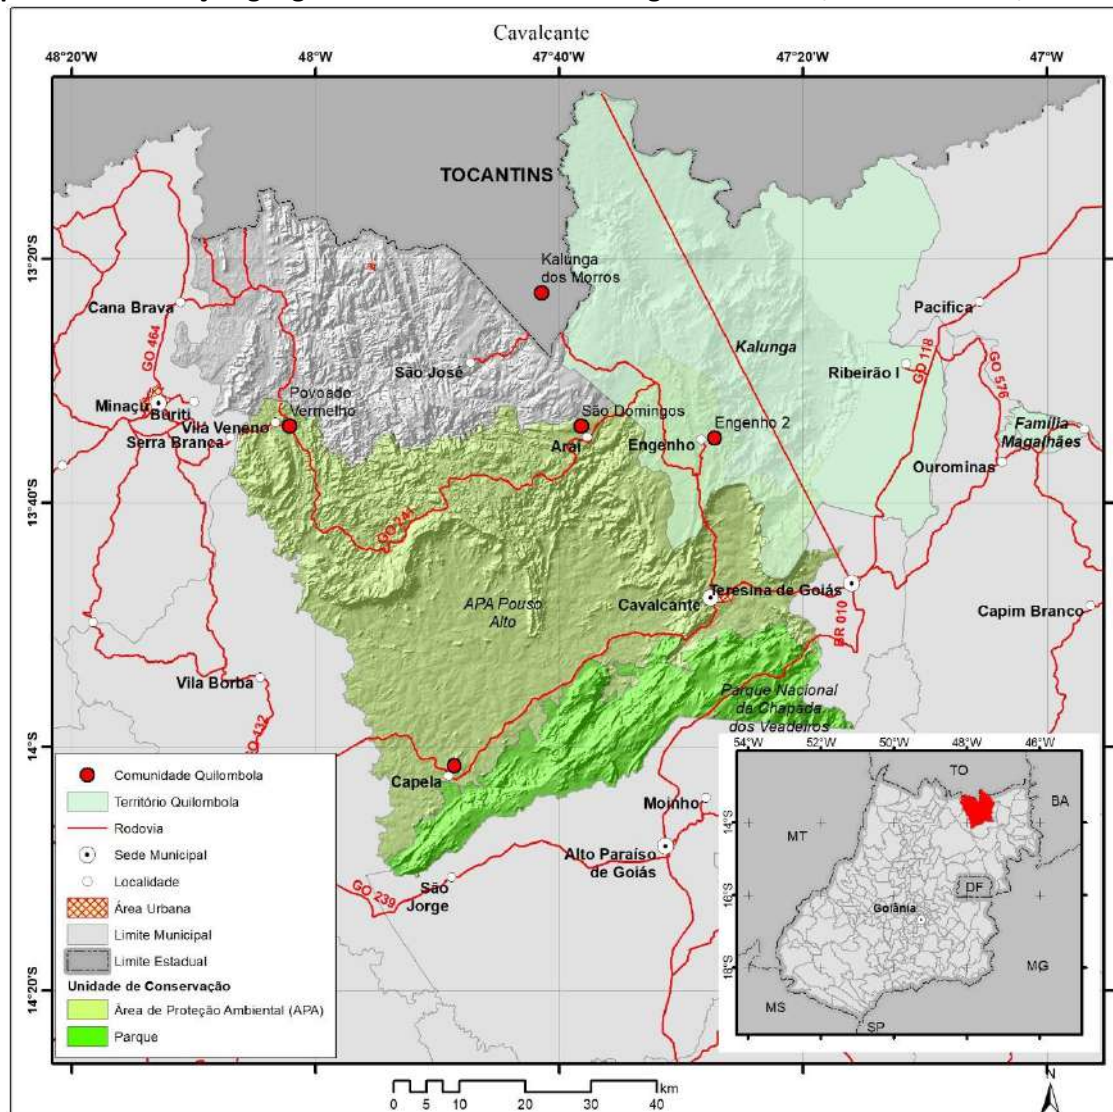 Cavalcante
48°20'W
48°W
47°40'W
47°20'W
47°W
TOCANTINS
13°20'S
Kalunga
dos Morros
Cana Brava
GO 464
Pacifica
Kalunga
GO 118
São José
Ribeirão I
GO 576
Minaçu
Buriti
Povoado
Vermelho
Vila Veneno
Serra Branca
São Domingos
Arai
Engenho 2
Engenho
Família
Magalhães
Ourominas
13°40'S
GO 241
APA Pouso
Alto
Cavalcante
Teresina de Goiás
Capim Branco
BR 010
Vila Borba
Parque Nacional
da Chapada
dos Veadeiros
14°S
Capela
Moinho
Alto Paraíso
de Goiás
São
Jorge
GO 239
14°20'S
Comunidade Quilombola
Território Quilombola
Rodovia
Sede Municipal
Localidade
Área Urbana
Limite Municipal
Limite Estadual
Unidade de Conservação
Área de Proteção Ambiental (APA)
Parque
54°W
52°W
50°W
48°W
46°W
TO
BA
MT
14°S
DF
16°S
Goiânia
18°S
MG
MS
SP
N
km
0 5 10 20 30 40